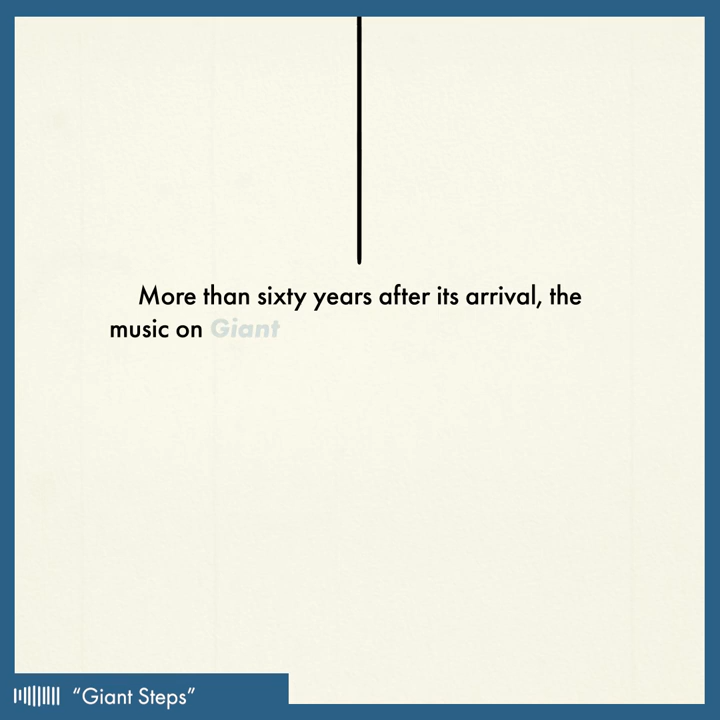 More than sixty years after its arrival, the
music on Giant
“Giant Steps”